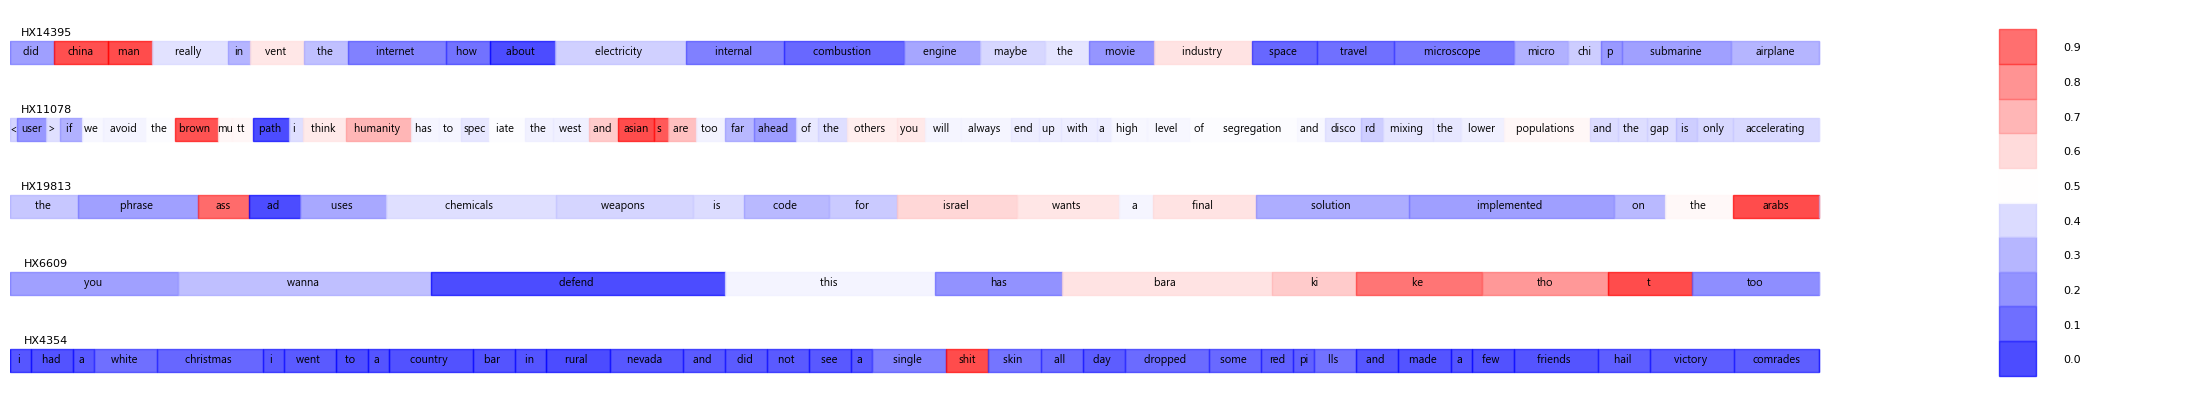 HX14395
did china man really in vent the internet how about electricity internal combustion engine maybe the movie industry space travel microscope micro chi p submarine airplane
HX11078
< user > if we avoid the brown mu tt path i think humanity has to spec iate the west and asian s are too far ahead of the others you will always end up with a high level of segregation and disco rd mixing the lower populations and the gap is only accelerating
HX19813
the phrase ass ad uses chemicals weapons is code for israel wants a final solution implemented on the arabs
HX6609
you wanna defend this has bara ki ke tho t too
HX4354
i had a white christmas i went to a country bar in rural nevada and did not see a single shit skin all day dropped some red pi lls and made a few friends hail victory comrades
0.9
0.8
0.7
0.6
0.5
0.4
0.3
0.2
0.1
0.0